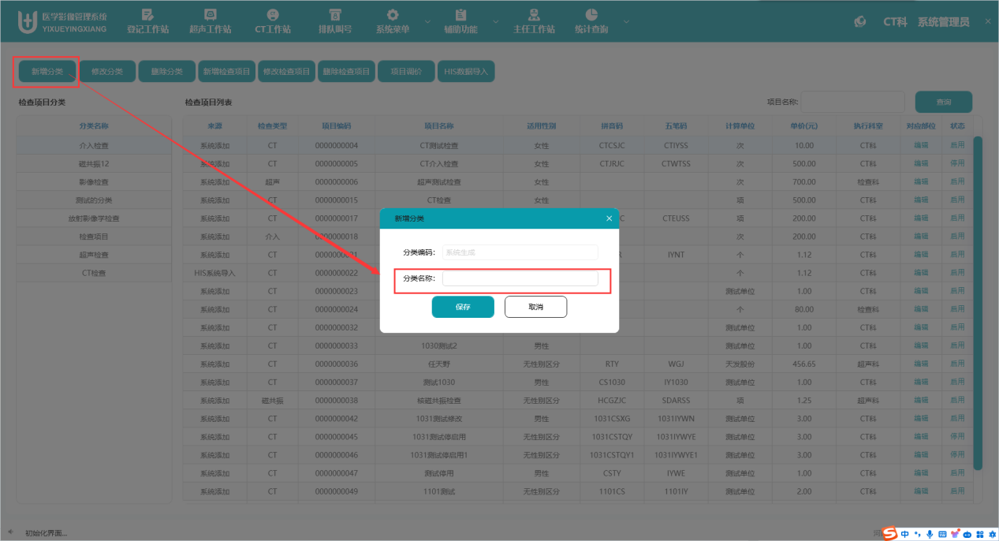 医学影像管理系统
YIXUEYINGXIANG
登记工作站 超声工作站 CT工作站 排队叫号 系统菜单 辅助功能 主任工作站 统计查询
CT科 系统管理员
新增分类 修改分类 删除分类 新增检查项目 修改检查项目 删除检查项目 项目调价 HIS数据导入
检查项目分类
检查项目列表
项目名称: 查询
分类名称
介入检查
磁共振12
影像检查
测试的分类
放射影像学检查
检查项目
超声检查
CT检查
来源 检查类型 项目编码 项目名称 适用性别 拼音码 五笔码 计算单位 单价(元) 执行科室 对应部位 状态
系统添加 CT 0000000004 CT测试检查 女性 CTCSJC CTIYSS 次 10.00 CT科 编辑 启用
系统添加 CT 0000000005 CT介入检查 女性 CTJRJC CTWTSS 次 500.00 CT科 编辑 停用
系统添加 超声 0000000006 超声测试检查 女性 次 700.00 检查科 编辑 启用
系统添加 CT 0000000015 CT检查 女性 项 500.00 CT科 编辑 启用
系统添加 CT 0000000017 C CTEUSS 项 200.00 CT科 编辑 启用
系统添加 介入 0000000018 次 200.00 CT科 编辑 启用
系统添加 CT 0000000021 R IYNT 个 1.12 CT科 编辑 启用
HIS系统导入 CT 0000000022 个 1.12 CT科 编辑 启用
系统添加 CT 0000000023 测试单位 1.00 CT科 编辑 启用
系统添加 CT 0000000024 个 80.00 检查科 编辑 启用
系统添加 CT 0000000032 测试单位 1.00 CT科 编辑 启用
系统添加 CT 0000000033 1030测试2 男性 测试单位 1.00 CT科 编辑 启用
系统添加 CT 0000000036 任天野 无性别区分 RTY WGJ 天发股份 456.65 超声科 编辑 启用
系统添加 CT 0000000037 测试1030 男性 CS1030 IY1030 测试单位 1.00 CT科 编辑 启用
系统添加 磁共振 0000000038 核磁共振检查 无性别区分 HCGZJC SDARSS 项 1.25 超声科 编辑 启用
系统添加 CT 0000000042 1031测试修改 男性 1031CSXG 1031IYWN 测试单位 3.00 CT科 编辑 启用
系统添加 CT 0000000045 1031测试停启用 无性别区分 1031CSTQY 1031IYWYE 测试单位 3.00 CT科 编辑 停用
系统添加 CT 0000000046 1031测试停启用1 无性别区分 1031CSTQY1 1031IYWYE1 测试单位 3.00 CT科 编辑 停用
系统添加 CT 0000000047 测试停用 男性 CSTY IYWE 测试单位 1.00 CT科 编辑 启用
系统添加 CT 0000000049 1101测试 无性别区分 1101CS 1101IY 测试单位 2.00 CT科 编辑 启用
新增分类
分类编码: 系统生成
分类名称:
保存 取消
初始化界面...
中